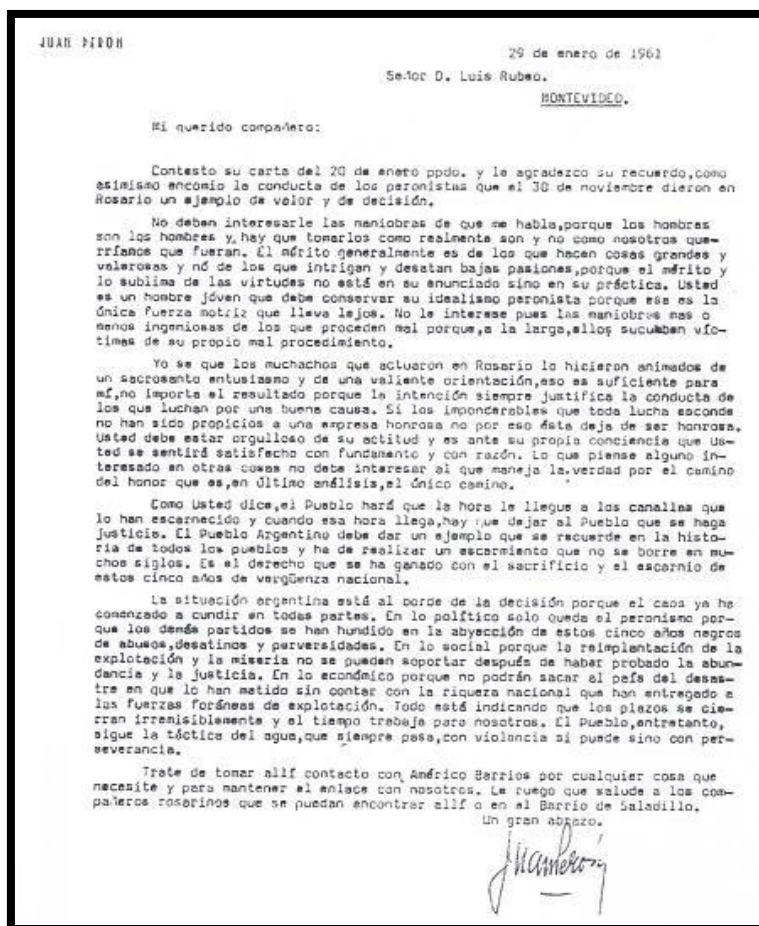 JUAN PERON
29 de enero de 1961
Señor D. Luis Rubeo.
MONTEVIDEO.
Mi querido compañero:
Contesto su carta del 20 de enero ppdo. y le agradezco su recuerdo,como
asimismo encomio la conducta de los peronistas que el 30 de noviembre dieron en
Rosario un ejemplo de valor y de decisión.
No deben interesarle las maniobras de que me habla,porque los hombres
son los hombres y,hay que tomarlos como realmente son y no como nosotros que-
rríamos que fueran. El mérito generalmente es de los que hacen cosas grandes y
valerosas y nó de los que intrigan y desatan bajas pasiones,porque el mérito y
lo sublime de las virtudes no está en su enunciado sino en su práctica. Usted
es un hombre jóven que debe conservar su idealismo peronista porque esa es la
única fuerza motriz que lleva lejos. No le interese pues las maniobras mas o
menos ingeniosas de los que proceden mal porque,a la larga,ellos sucumben víc-
timas de su propio mal procedimiento.
Yo se que los muchachos que actuaron en Rosario lo hicieron animados de
un sacrosanto entusiasmo y de una valiente orientación,eso es suficiente para
mí,no importa el resultado porque la intención siempre justifica la conducta de
los que luchan por una buena causa. Si los imponderables que toda lucha esconde
no han sido propicios a una empresa honrosa no por eso ésta deja de ser honrosa.
Usted debe estar orgulloso de su actitud y es ante su propia conciencia que Us-
ted se sentirá satisfecho con fundamento y con razón. Lo que piense alguno in-
teresado en otras cosas no debe interesar al que maneja la verdad por el camino
del honor que es,en último análisis,el único camino.
Como Usted dice,el Pueblo hará que la hora le llegue a los canallas que
lo han escarnecido y cuando esa hora llega,hay que dejar al Pueblo que se haga
justicia. El Pueblo Argentino debe dar un ejemplo que se recuerde en la histo-
ria de todos los pueblos y ha de realizar un escarmiento que no se borre en mu-
chos siglos. Es el derecho que se ha ganado con el sacrificio y el escarnio de
estos cinco años de vergüenza nacional.
La situación argentina está al borde de la decisión porque el caos ya ha
comenzado a cundir en todas partes. En lo político solo queda el peronismo por-
que los demás partidos se han hundido en la abyección de estos cinco años negros
de abusos,desatinos y perversidades. En lo social porque la reimplantación de la
explotación y la miseria no se pueden soportar después de haber probado la abun-
dancia y la justicia. En lo económico porque no podrán sacar al país del desas-
tre en que lo han metido sin contar con la riqueza nacional que han entregado a
las fuerzas foráneas de explotación. Todo está indicando que los plazos se cie-
rran irremisiblemente y el tiempo trabaja para nosotros. El Pueblo,entretanto,
sigue la táctica del agua,que siempre pasa,con violencia si puede sino con per-
severancia.
Trate de tomar allí contacto con Américo Barrios por cualquier cosa que
necesite y para mantener el enlace con nosotros. Le ruego que salude a los com-
pañeros rosarinos que se puedan encontrar allí o en el Barrio de Saladillo.
Un gran abrazo.
Juan Perón